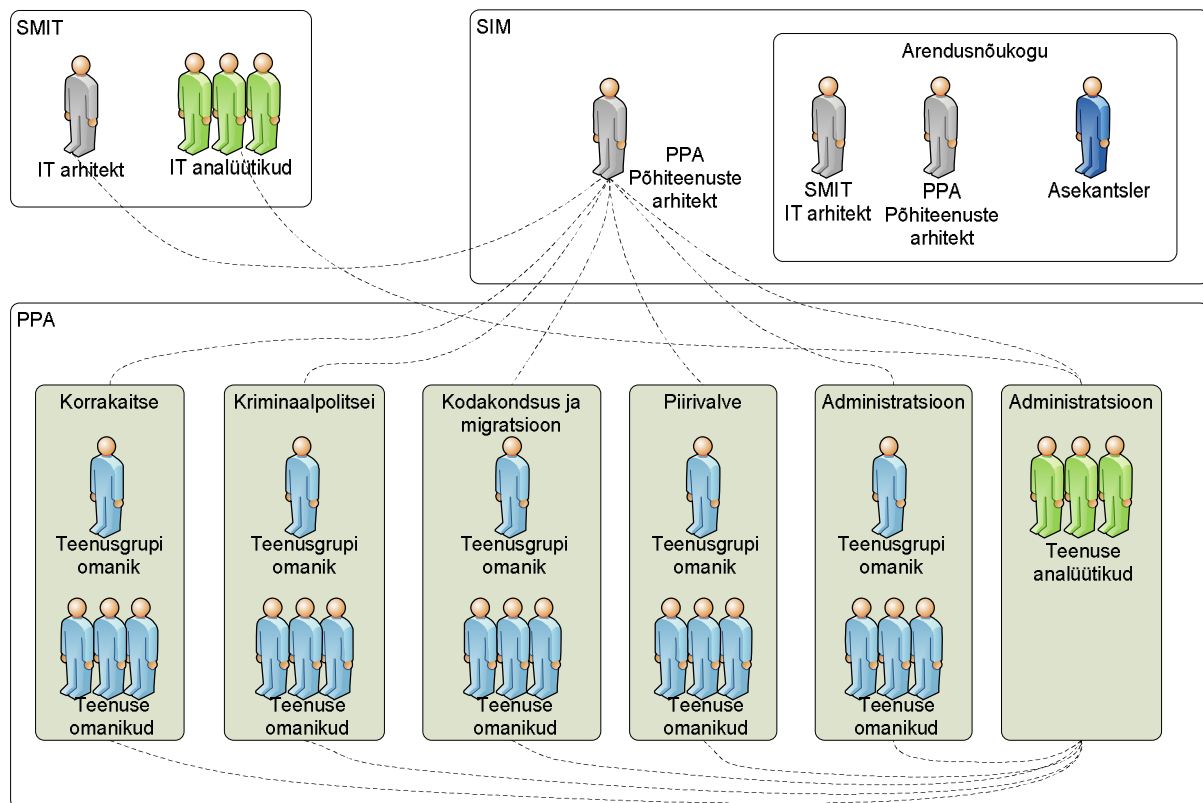 SMIT
IT arhitekt
IT analüütikud
SIM
PPA
Põhiteenuste
arhitekt
Arendusnõukogu
SMIT
IT arhitekt
PPA
Põhiteenuste
arhitekt
Asekantsler
PPA
Korrakaitse
Teenusgrupi
omanik
Teenuse
omanikud
Kriminaalpolitsei
Teenusgrupi
omanik
Teenuse
omanikud
Kodakondsus ja
migratsioon
Teenusgrupi
omanik
Teenuse
omanikud
Piirivalve
Teenusgrupi
omanik
Teenuse
omanikud
Administratsioon
Teenusgrupi
omanik
Teenuse
omanikud
Administratsioon
Teenuse
analüütikud